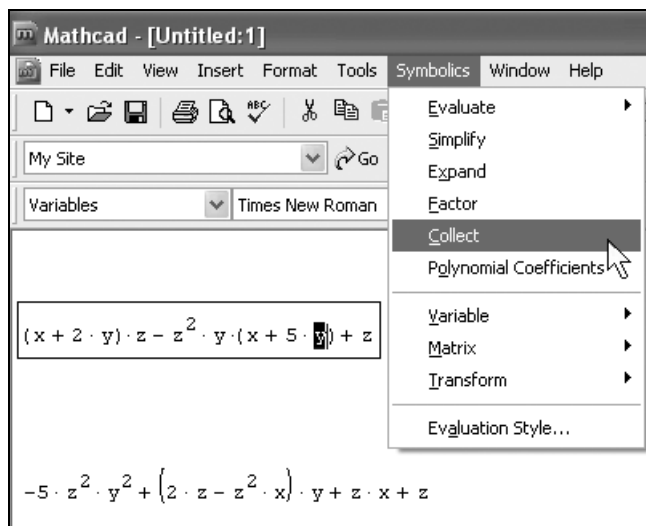 Mathcad - [Untitled:1]
File Edit View Insert Format Tools Symbolics Window Help
ABC
My Site Go
Variables Times New Roman
Evaluate
Simplify
Expand
Factor
Collect
Polynomial Coefficients
Variable
Matrix
Transform
Evaluation Style...
(x + 2 · y) · z − z² · y · (x + 5 · y) + z
−5 · z² · y² + (2 · z − z² · x) · y + z · x + z